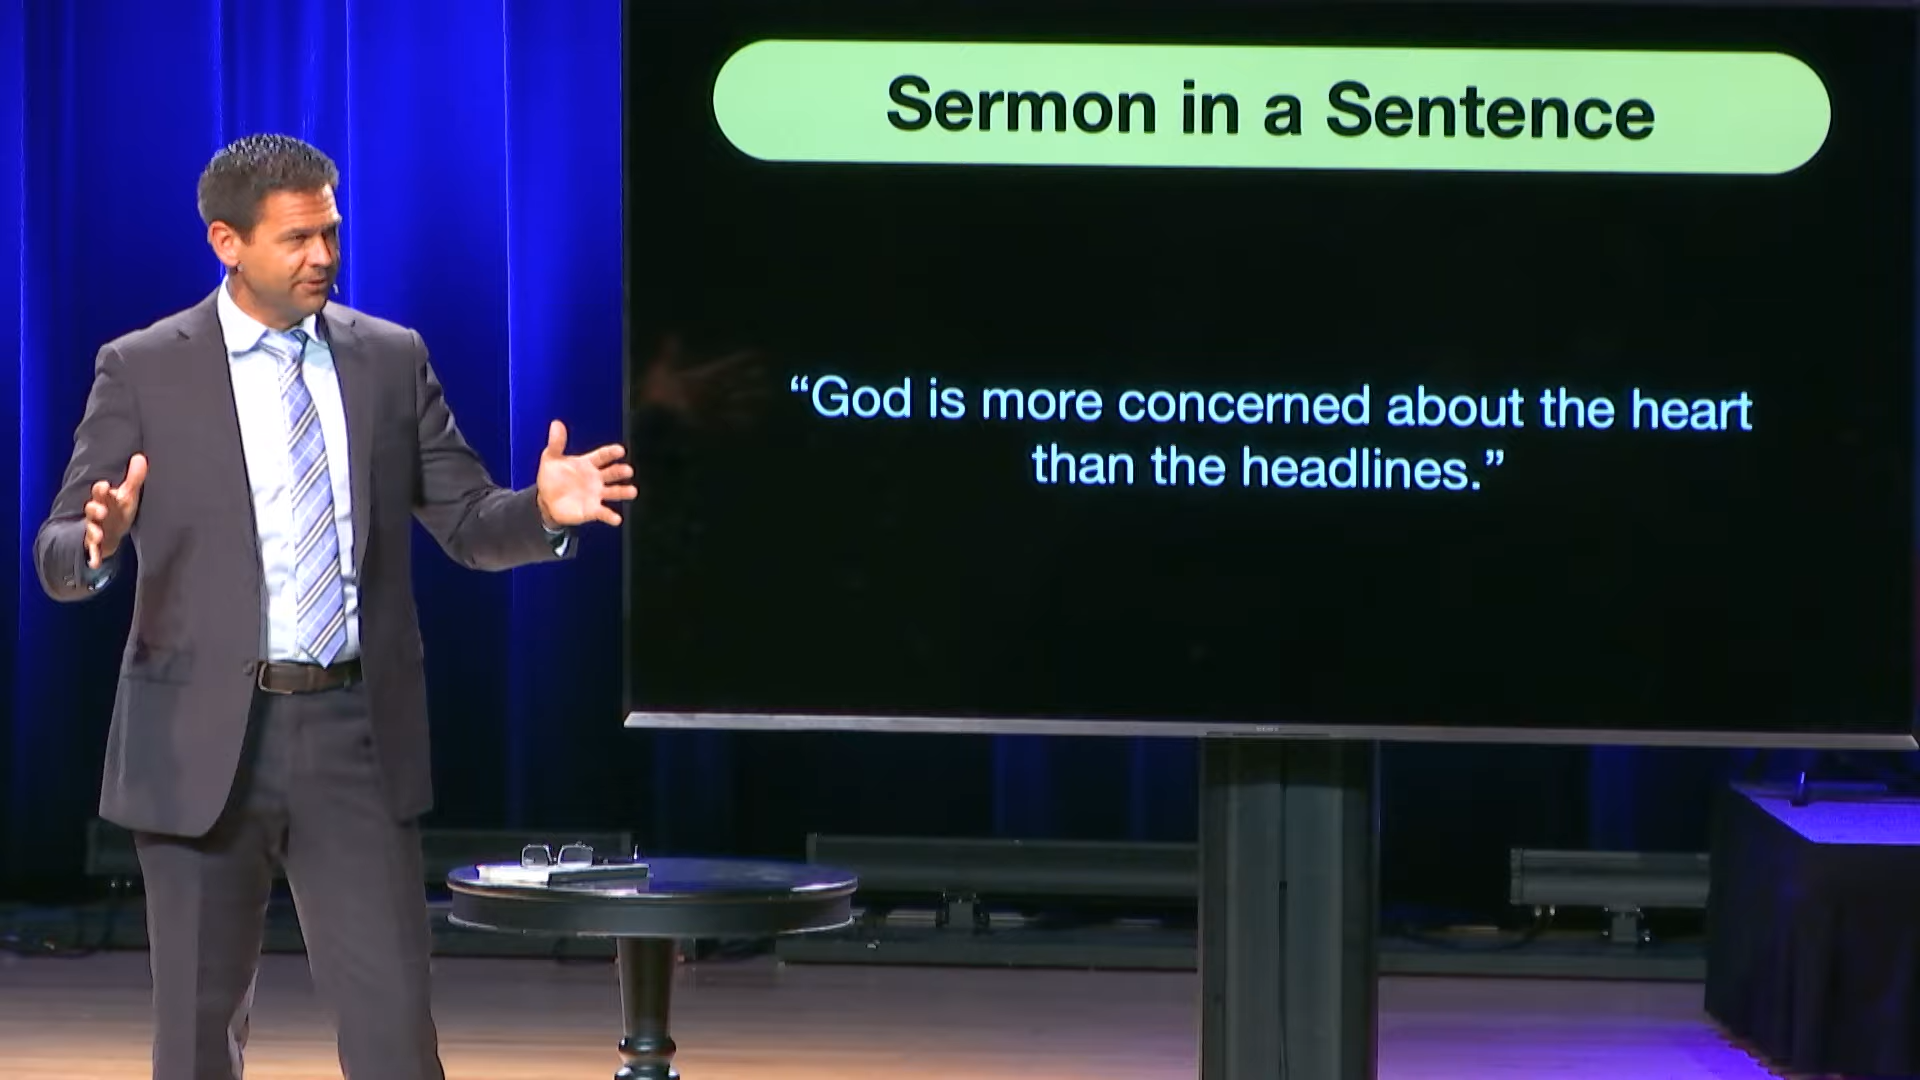 Sermon in a Sentence
“God is more concerned about the heart
than the headlines.”